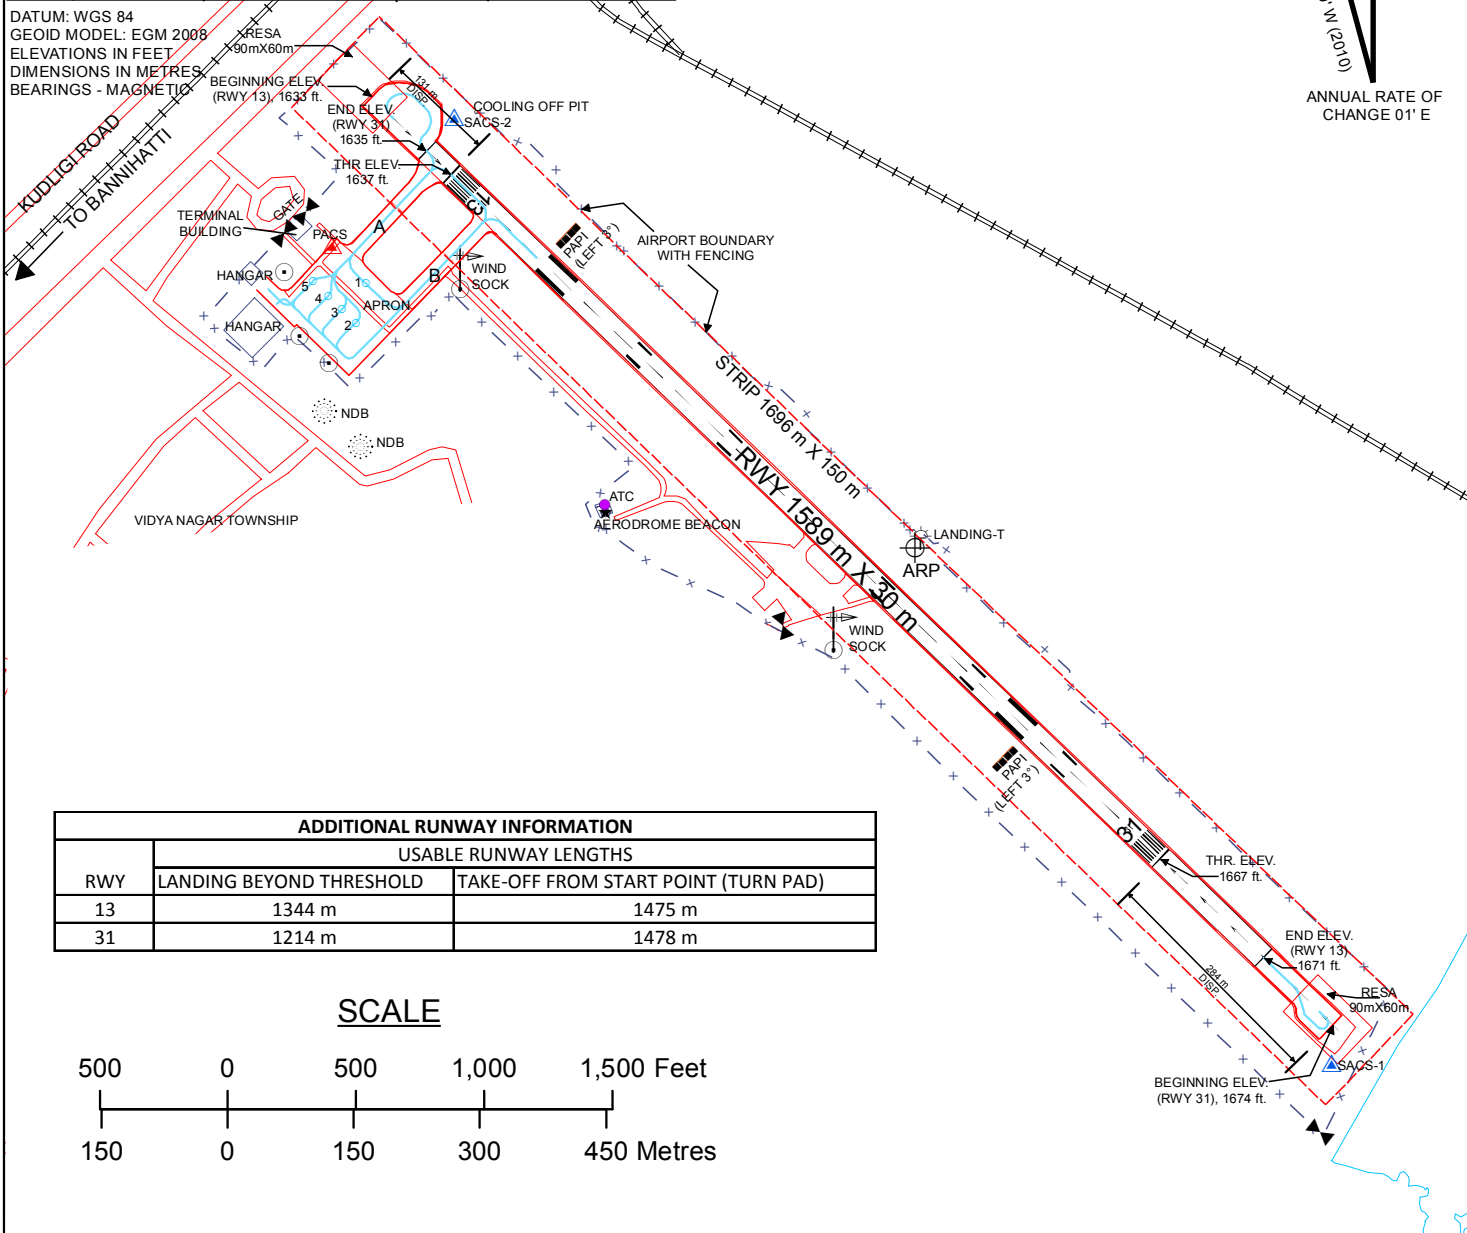 DATUM: WGS 84
GEOID MODEL: EGM 2008
ELEVATIONS IN FEET
DIMENSIONS IN METRES
BEARINGS - MAGNETIC
RESA
90mX60m
BEGINNING ELEV.
(RWY 13), 1633 ft.
END ELEV.
(RWY 31)
1635 ft.
THR ELEV.
1637 ft.
131 m
DISP.
COOLING OFF PIT
SACS-2
W (2010)
ANNUAL RATE OF
CHANGE 01' E
KUDLIGI ROAD
TO BANNIHATTI
TERMINAL
BUILDING
GATE
PACS
HANGAR
HANGAR
A
B
13
1
2
3
4
5
APRON
WIND
SOCK
PAPI
(LEFT 3°)
AIRPORT BOUNDARY
WITH FENCING
STRIP 1696 m X 150 m
RWY 1589 m X 30 m
NDB
NDB
VIDYA NAGAR TOWNSHIP
ATC
AERODROME BEACON
LANDING-T
ARP
WIND
SOCK
PAPI
(LEFT 3°)
31
THR. ELEV.
1667 ft.
284 m
DISP.
END ELEV.
(RWY 13)
1671 ft.
RESA
90mX60m
SACS-1
BEGINNING ELEV.
(RWY 31), 1674 ft.
ADDITIONAL RUNWAY INFORMATION
USABLE RUNWAY LENGTHS
RWY LANDING BEYOND THRESHOLD TAKE-OFF FROM START POINT (TURN PAD)
13 1344 m 1475 m
31 1214 m 1478 m
SCALE
500 0 500 1,000 1,500 Feet
150 0 150 300 450 Metres